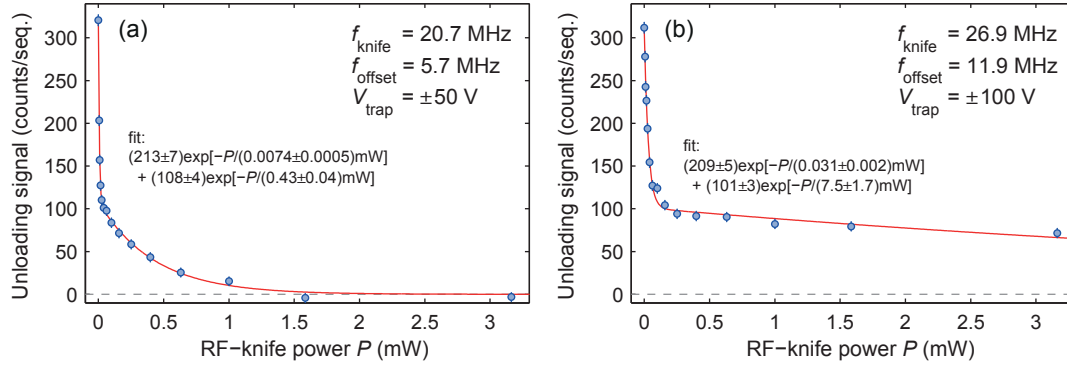 (a)
f_knife = 20.7 MHz
f_offset = 5.7 MHz
V_trap = ±50 V
fit:
(213±7)exp[−P/(0.0074±0.0005)mW]
+ (108±4)exp[−P/(0.43±0.04)mW]
Unloading signal (counts/seq.)
300
250
200
150
100
50
0
0 0.5 1 1.5 2 2.5 3
RF−knife power P (mW)
(b)
f_knife = 26.9 MHz
f_offset = 11.9 MHz
V_trap = ±100 V
fit:
(209±5)exp[−P/(0.031±0.002)mW]
+ (101±3)exp[−P/(7.5±1.7)mW]
Unloading signal (counts/seq.)
300
250
200
150
100
50
0
0 0.5 1 1.5 2 2.5 3
RF−knife power P (mW)